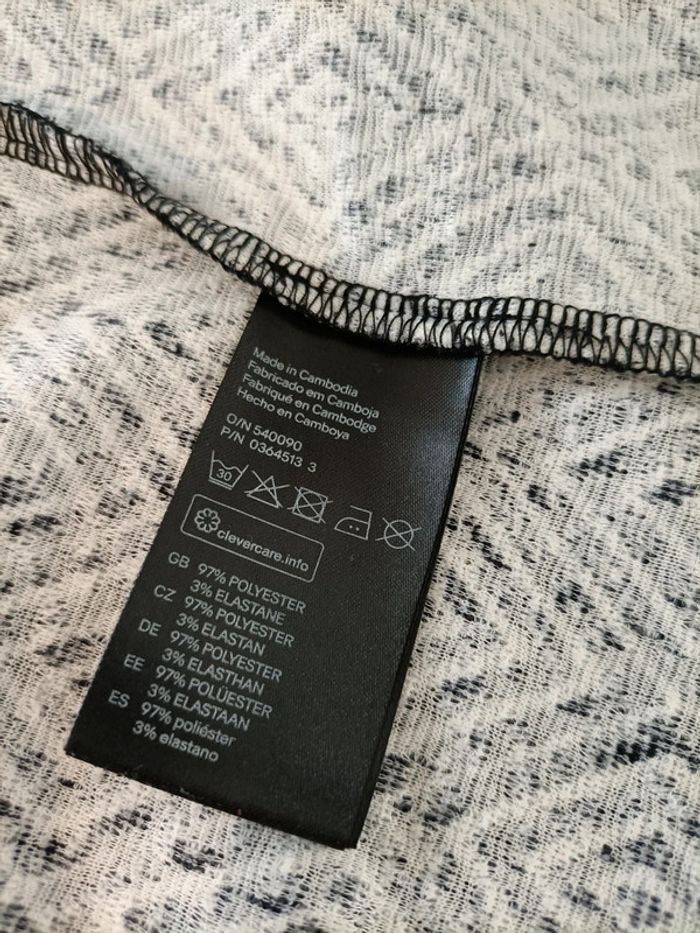 Made in Cambodia
Fabricado em Camboja
Fabriqué en Cambodge
Hecho en Camboya
O/N 540090
P/N 0364513 3
30
clevercare.info
GB 97% POLYESTER
3% ELASTANE
CZ 97% POLYESTER
3% ELASTAN
DE 97% POLYESTER
3% ELASTHAN
EE 97% POLÜESTER
3% ELASTAAN
ES 97% poliéster
3% elastano